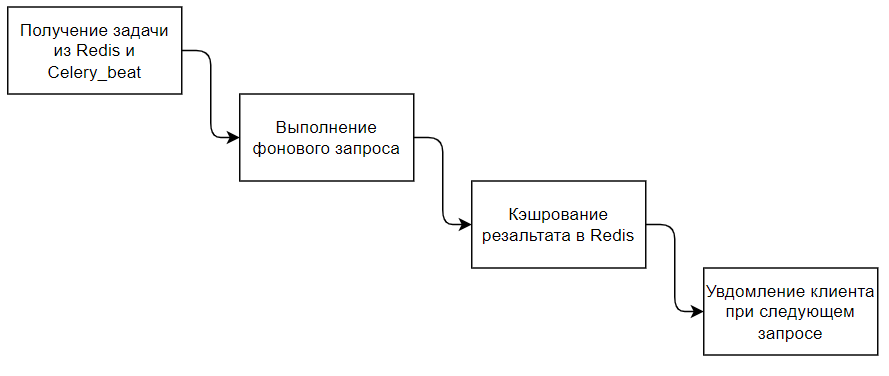 Получение задачи
из Redis и
Celery_beat
Выполнение
фонового запроса
Кэшрование
резальтата в Redis
Увдомление клиента
при следующем
запросе